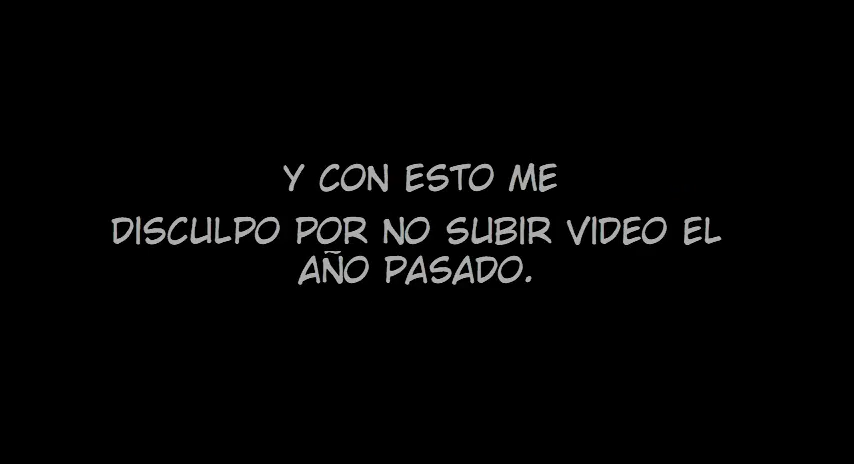 Y CON ESTO ME
DISCULPO POR NO SUBIR VIDEO EL
AÑO PASADO.